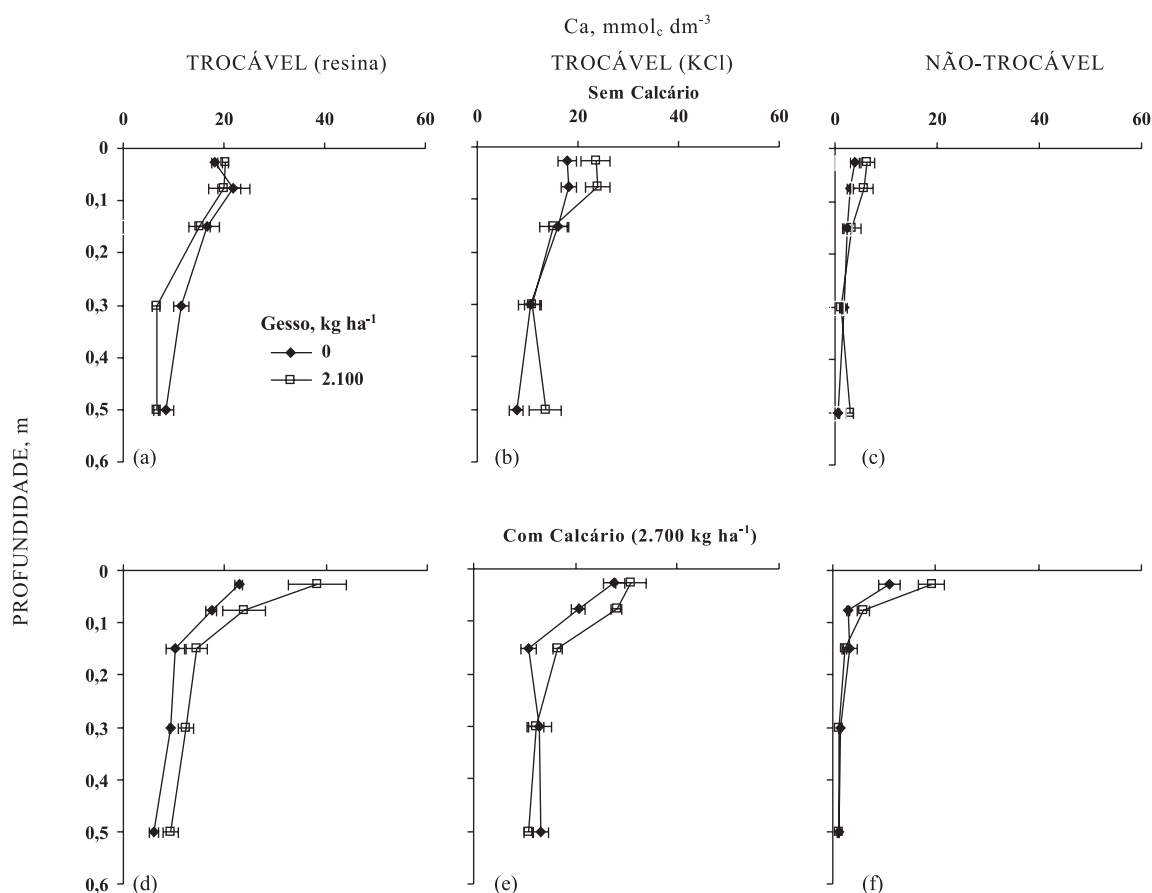 Ca, mmol_c dm^-3
TROCÁVEL (resina) TROCÁVEL (KCl) NÃO-TROCÁVEL
Sem Calcário
0 20 40 60 0 20 40 60 0 20 40 60
0
0,1
0,2
0,3
0,4
0,5
0,6
Gesso, kg ha^-1
0
2.100
(a) (b) (c)
PROFUNDIDADE, m
Com Calcário (2.700 kg ha^-1)
0
0,1
0,2
0,3
0,4
0,5
0,6
(d) (e) (f)